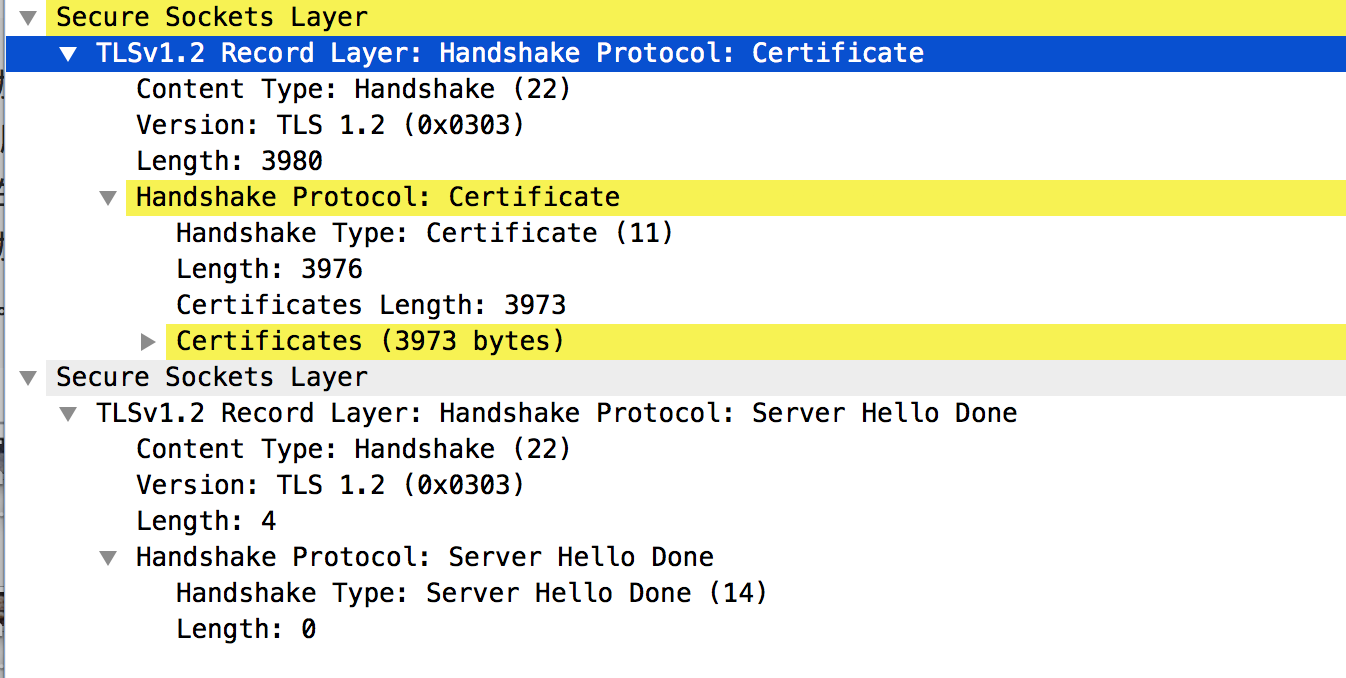 Secure Sockets Layer
TLSv1.2 Record Layer: Handshake Protocol: Certificate
Content Type: Handshake (22)
Version: TLS 1.2 (0x0303)
Length: 3980
Handshake Protocol: Certificate
Handshake Type: Certificate (11)
Length: 3976
Certificates Length: 3973
Certificates (3973 bytes)
Secure Sockets Layer
TLSv1.2 Record Layer: Handshake Protocol: Server Hello Done
Content Type: Handshake (22)
Version: TLS 1.2 (0x0303)
Length: 4
Handshake Protocol: Server Hello Done
Handshake Type: Server Hello Done (14)
Length: 0